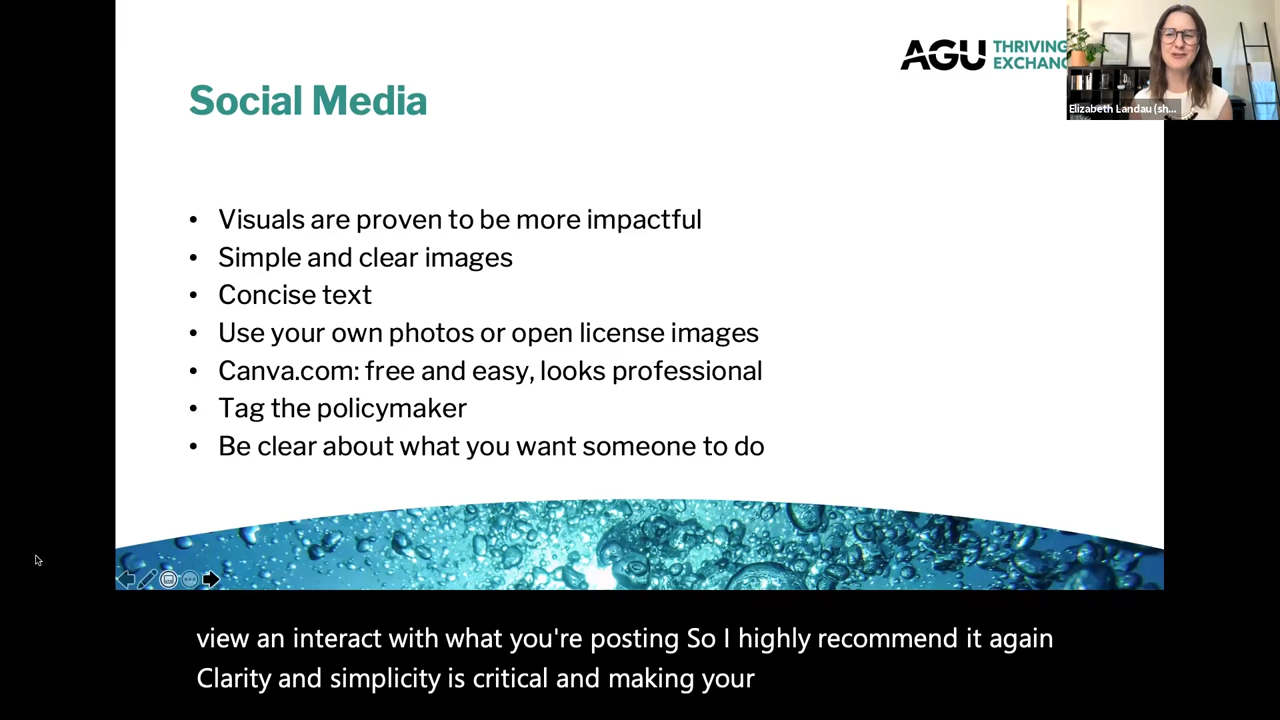 AGU THRIVING
EXCHANG
Elizabeth Landau (sh...
Social Media
• Visuals are proven to be more impactful
• Simple and clear images
• Concise text
• Use your own photos or open license images
• Canva.com: free and easy, looks professional
• Tag the policymaker
• Be clear about what you want someone to do
view an interact with what you're posting So I highly recommend it again
Clarity and simplicity is critical and making your